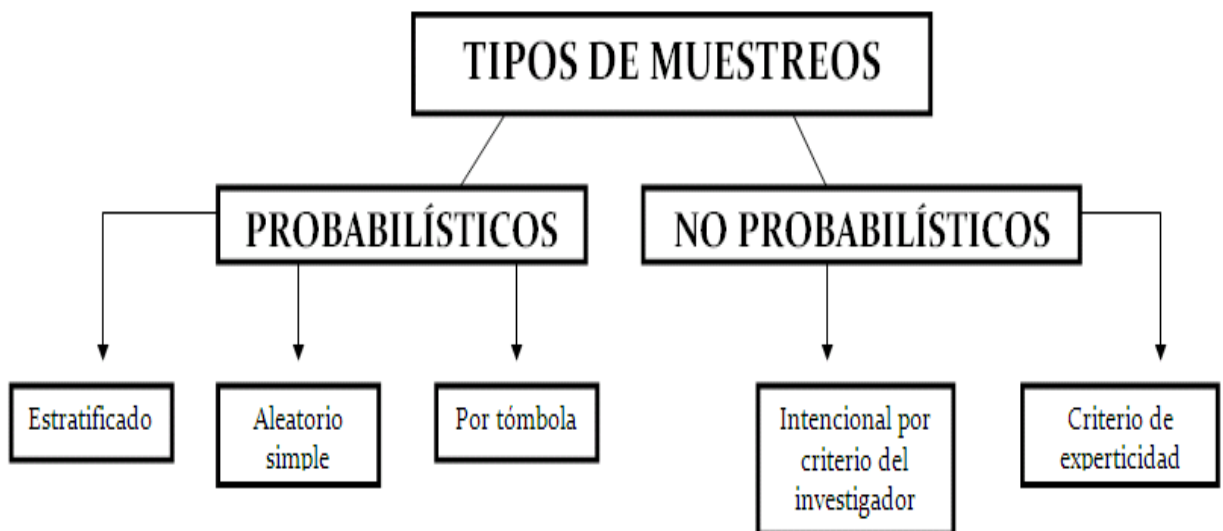 TIPOS DE MUESTREOS
PROBABILÍSTICOS
NO PROBABILÍSTICOS
Estratificado
Aleatorio
simple
Por tómbola
Intencional por
criterio del
investigador
Criterio de
experticidad